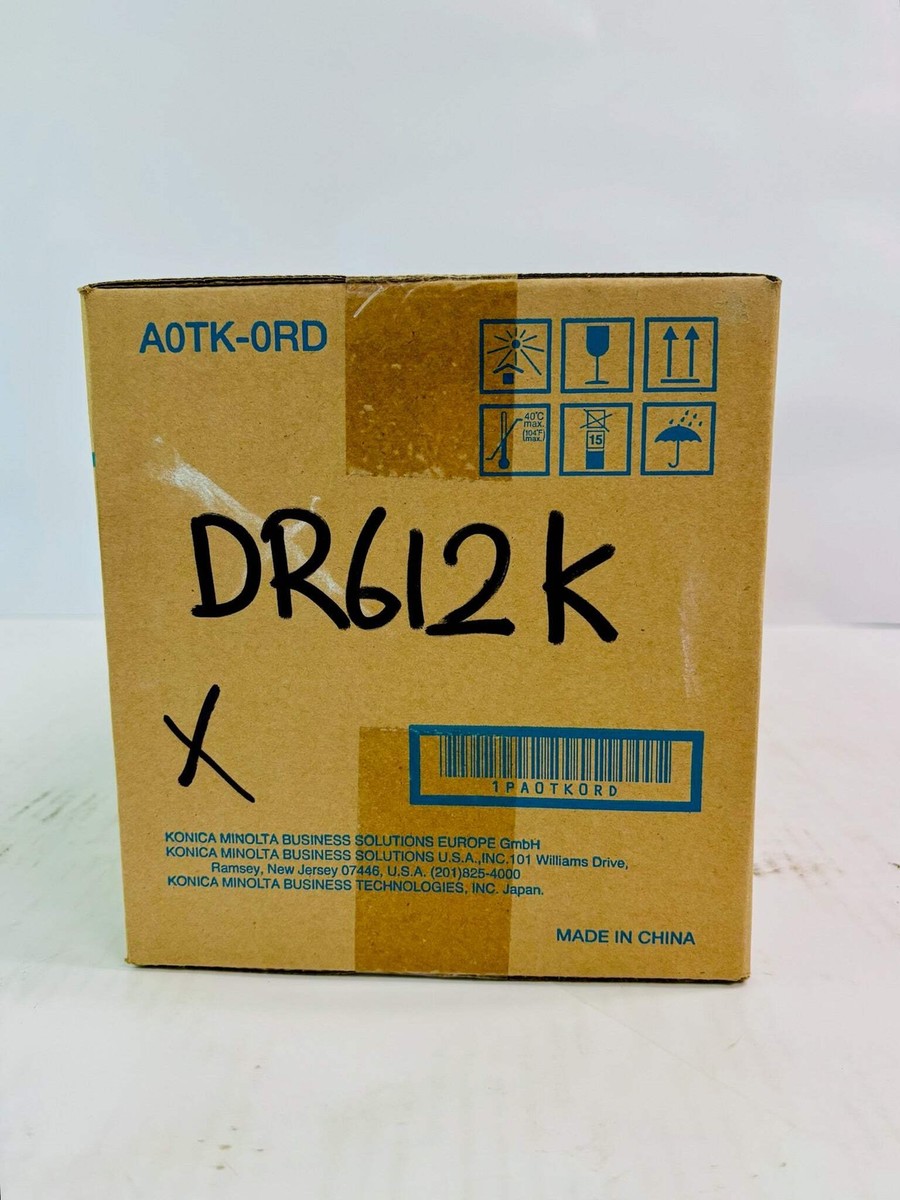 A0TK-0RD
40°C
max.
(104°F
max.)
15
DR612K
X
1PA0TK0RD
KONICA MINOLTA BUSINESS SOLUTIONS EUROPE GmbH
KONICA MINOLTA BUSINESS SOLUTIONS U.S.A.,INC.101 Williams Drive,
Ramsey, New Jersey 07446, U.S.A. (201)825-4000
KONICA MINOLTA BUSINESS TECHNOLOGIES, INC. Japan.
MADE IN CHINA